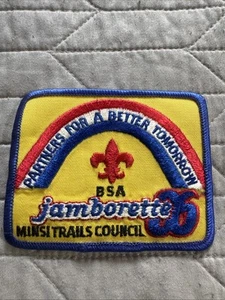 PARTNERS FOR A BETTER TOMORROW
BSA
jamborette 86
MINSI TRAILS COUNCIL